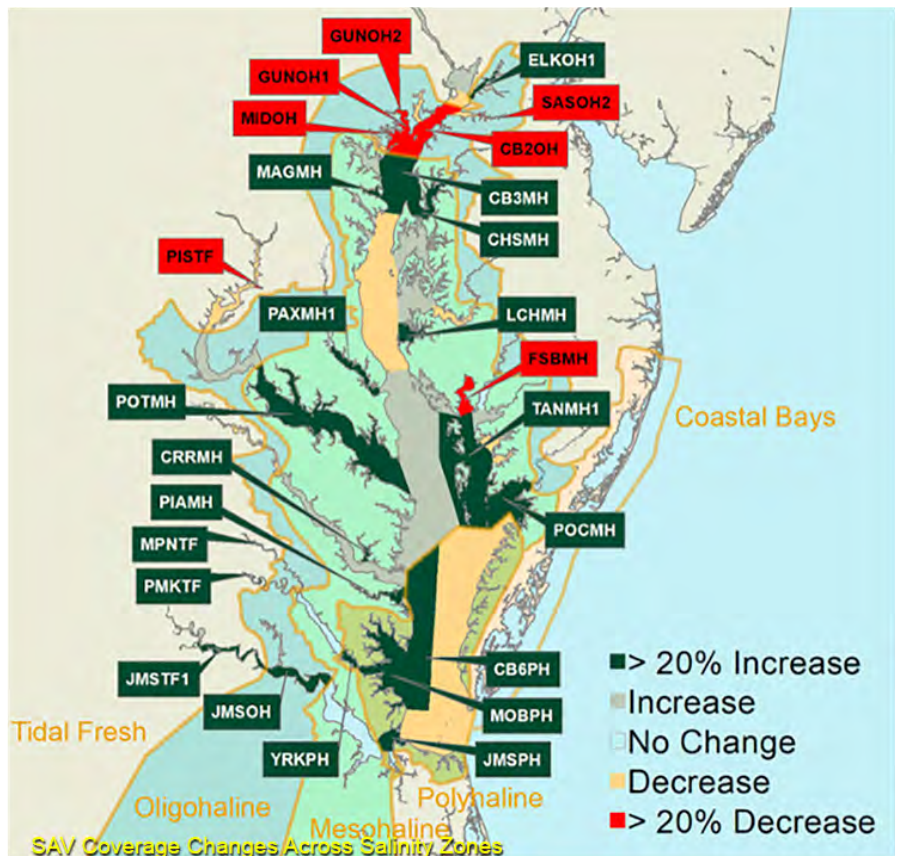 GUNOH2
ELKOH1
GUNOH1
SASOH2
MIDOH
CB2OH
MAGMH
CB3MH
CHSMH
PISTF
PAXMH1
LCHMH
FSBMH
POTMH
TANMH1
Coastal Bays
CRRMH
PIAMH
POCMH
MPNTF
PMKTF
CB6PH
> 20% Increase
JMSTF1
Increase
JMSOH
MOBPH
Tidal Fresh
No Change
YRKPH
JMSPH
Decrease
Polyhaline
Oligohaline
Mesohaline
> 20% Decrease
SAV Coverage Changes Across Salinity Zones